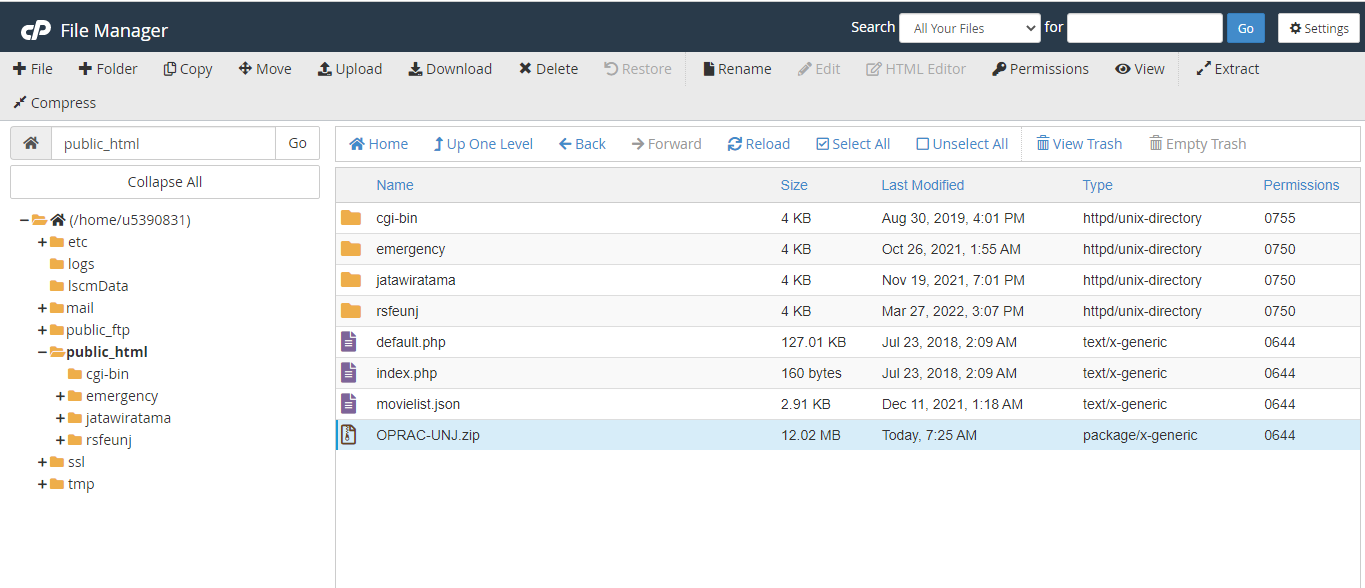 cP File Manager Search All Your Files for Go Settings
File Folder Copy Move Upload Download Delete Restore Rename Edit HTML Editor Permissions View Extract
Compress
public_html Go Home Up One Level Back Forward Reload Select All Unselect All View Trash Empty Trash
Collapse All
(/home/u5390831)
etc
logs
lscmData
mail
public_ftp
public_html
cgi-bin
emergency
jatawiratama
rsfeunj
ssl
tmp
Name Size Last Modified Type Permissions
cgi-bin 4 KB Aug 30, 2019, 4:01 PM httpd/unix-directory 0755
emergency 4 KB Oct 26, 2021, 1:55 AM httpd/unix-directory 0750
jatawiratama 4 KB Nov 19, 2021, 7:01 PM httpd/unix-directory 0750
rsfeunj 4 KB Mar 27, 2022, 3:07 PM httpd/unix-directory 0750
default.php 127.01 KB Jul 23, 2018, 2:09 AM text/x-generic 0644
index.php 160 bytes Jul 23, 2018, 2:09 AM text/x-generic 0644
movielist.json 2.91 KB Dec 11, 2021, 1:18 AM text/x-generic 0644
OPRAC-UNJ.zip 12.02 MB Today, 7:25 AM package/x-generic 0644